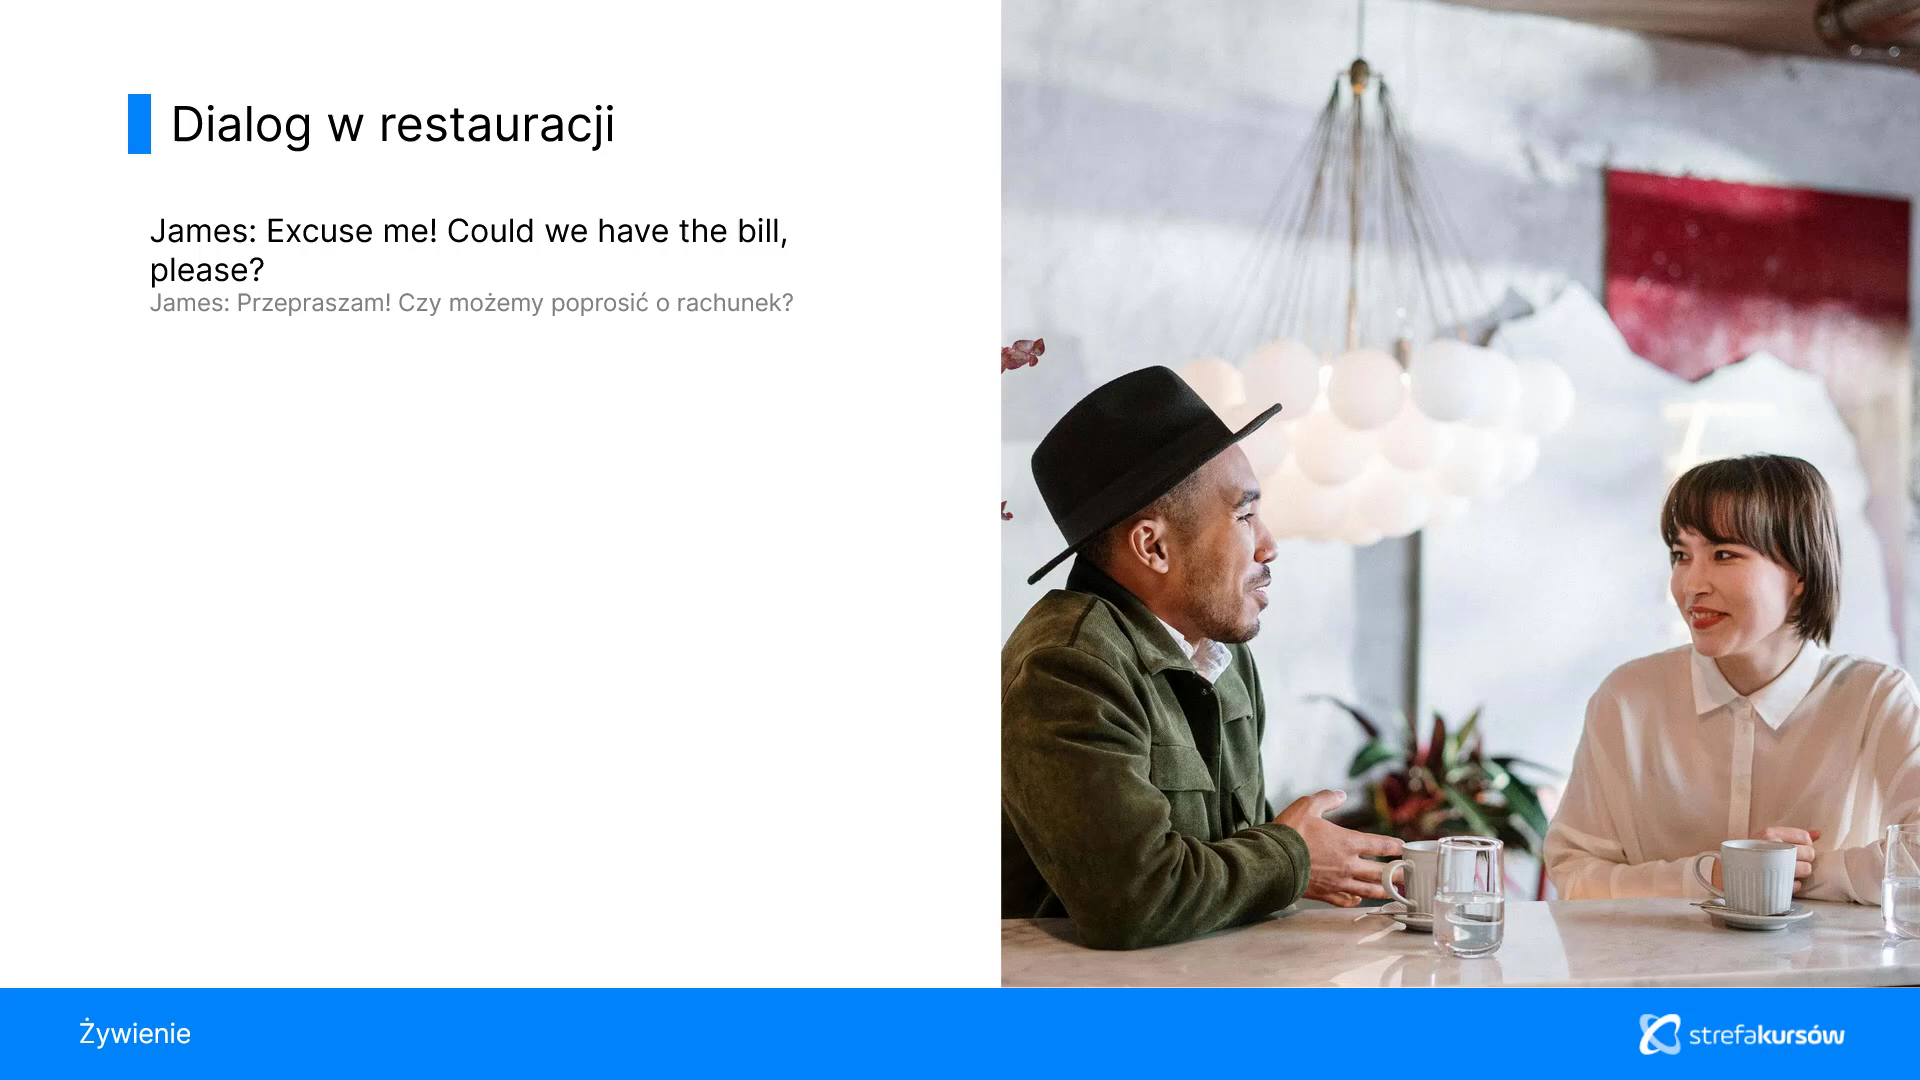 Dialog w restauracji
James: Excuse me! Could we have the bill,
please?
James: Przepraszam! Czy możemy poprosić o rachunek?
Żywienie
strefakursów